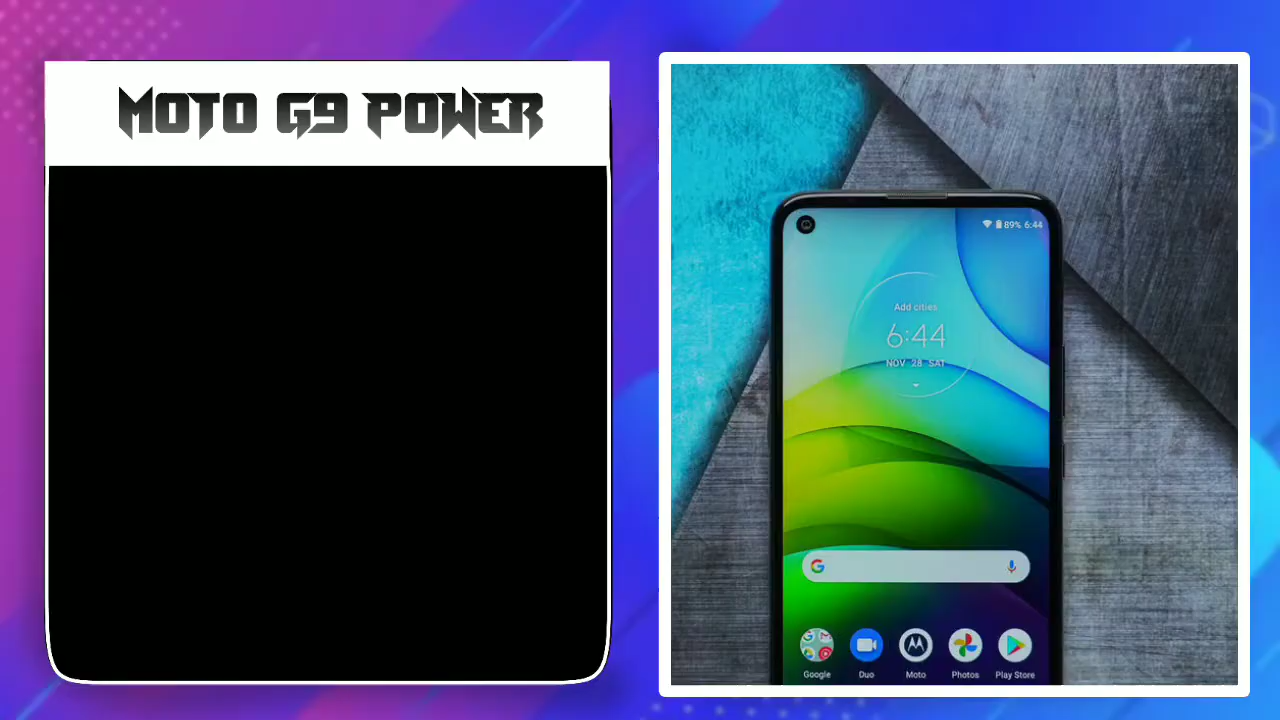 MOTO G9 POWER
89% 6:44
Add cities
6:44
NOV 28 SAT
Google
Duo
Moto
Photos
Play Store